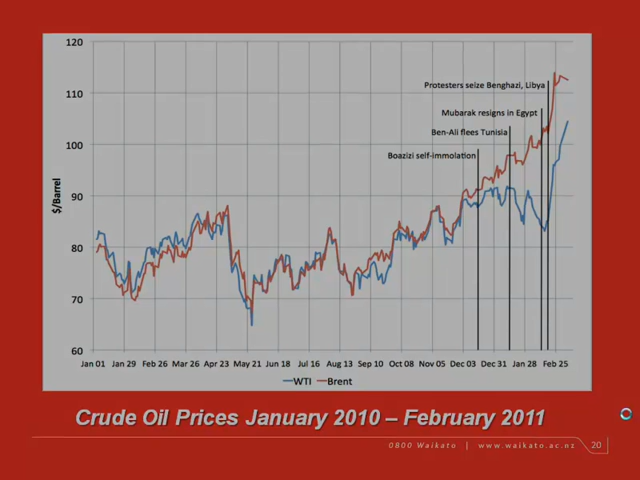 120
110
100
90
80
70
60
$/Barrel
Protesters seize Benghazi, Libya
Mubarak resigns in Egypt
Ben-Ali flees Tunisia
Boazizi self-immolation
Jan 01 Jan 29 Feb 26 Mar 26 Apr 23 May 21 Jun 18 Jul 16 Aug 13 Sep 10 Oct 08 Nov 05 Dec 03 Dec 31 Jan 28 Feb 25
WTI Brent
Crude Oil Prices January 2010 – February 2011
0800 Waikato | www.waikato.ac.nz 20